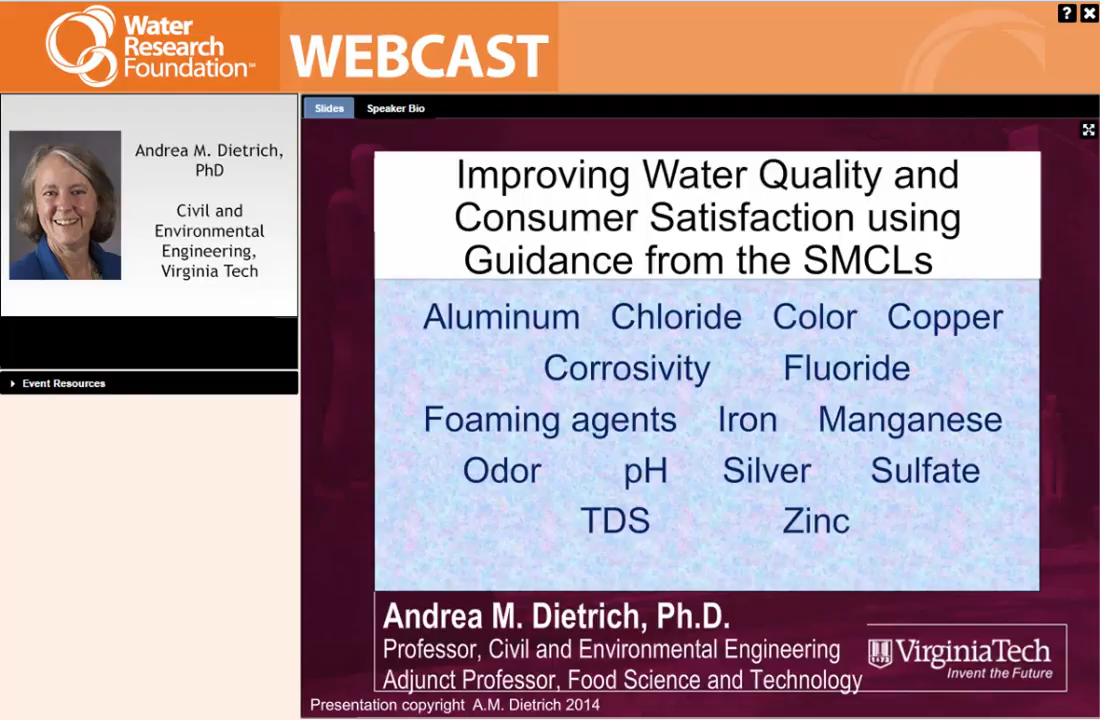 Water
Research
Foundation℠
WEBCAST
? ×
Andrea M. Dietrich,
PhD
Civil and
Environmental
Engineering,
Virginia Tech
Event Resources
Slides Speaker Bio
Improving Water Quality and
Consumer Satisfaction using
Guidance from the SMCLs
Aluminum Chloride Color Copper
Corrosivity Fluoride
Foaming agents Iron Manganese
Odor pH Silver Sulfate
TDS Zinc
Andrea M. Dietrich, Ph.D.
Professor, Civil and Environmental Engineering
Adjunct Professor, Food Science and Technology
1872
VirginiaTech
Invent the Future
Presentation copyright A.M. Dietrich 2014